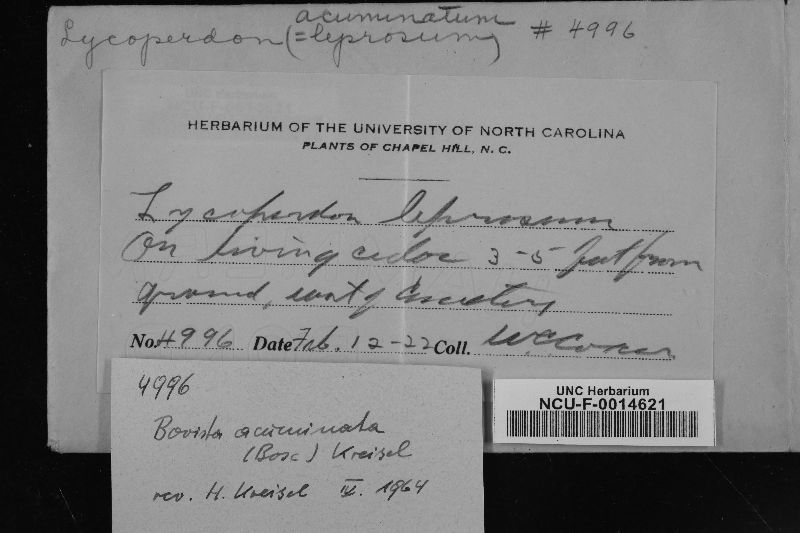 acuminatum
Lycoperdon (=leprosum) # 4996
HERBARIUM OF THE UNIVERSITY OF NORTH CAROLINA
PLANTS OF CHAPEL HILL, N. C.
Lycoperdon leprosum
On living cedar 3-5 feet from
ground, west of Cemetery
No. 4996 Date Feb. 12-22 Coll. W.C. Coker
UNC Herbarium
NCU-F-0014621
4996
Bovista acuminata
(Bosc) Kreisel
rev. H. Kreisel IV. 1964